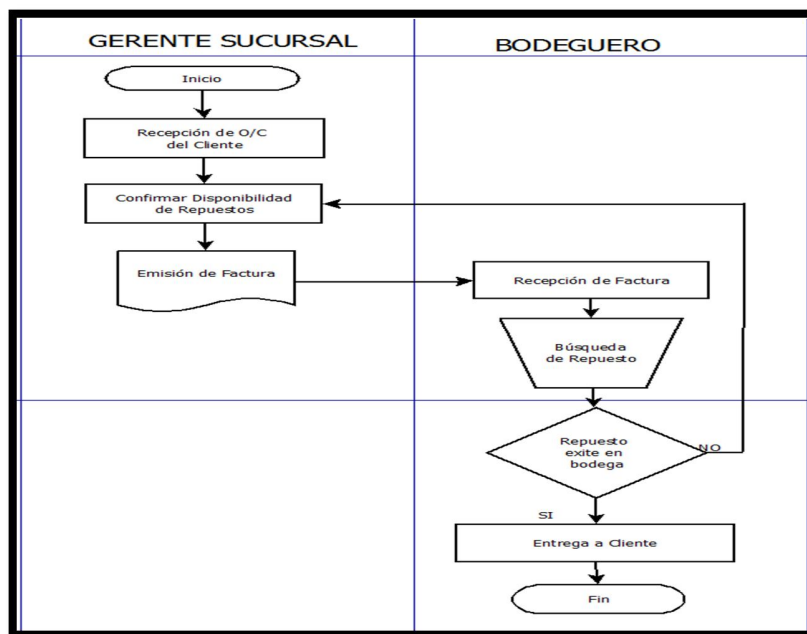 GERENTE SUCURSAL
BODEGUERO
Inicio
Recepción de O/C
del Cliente
Confirmar Disponibilidad
de Repuestos
Emisión de Factura
Recepción de Factura
Búsqueda
de Repuesto
Repuesto
exite en
bodega
NO
SI
Entrega a Cliente
Fin